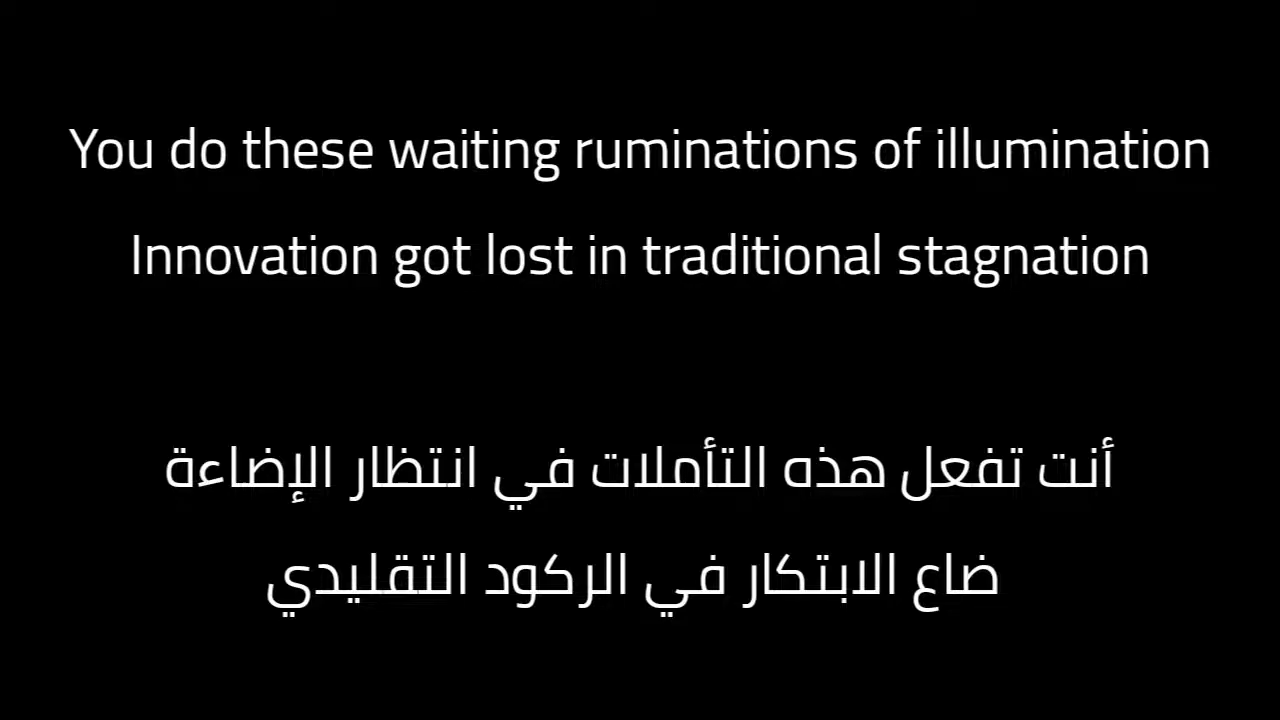 You do these waiting ruminations of illumination
Innovation got lost in traditional stagnation
أنت تفعل هذه التأملات في انتظار الإضاءة
ضاع الابتكار في الركود التقليدي